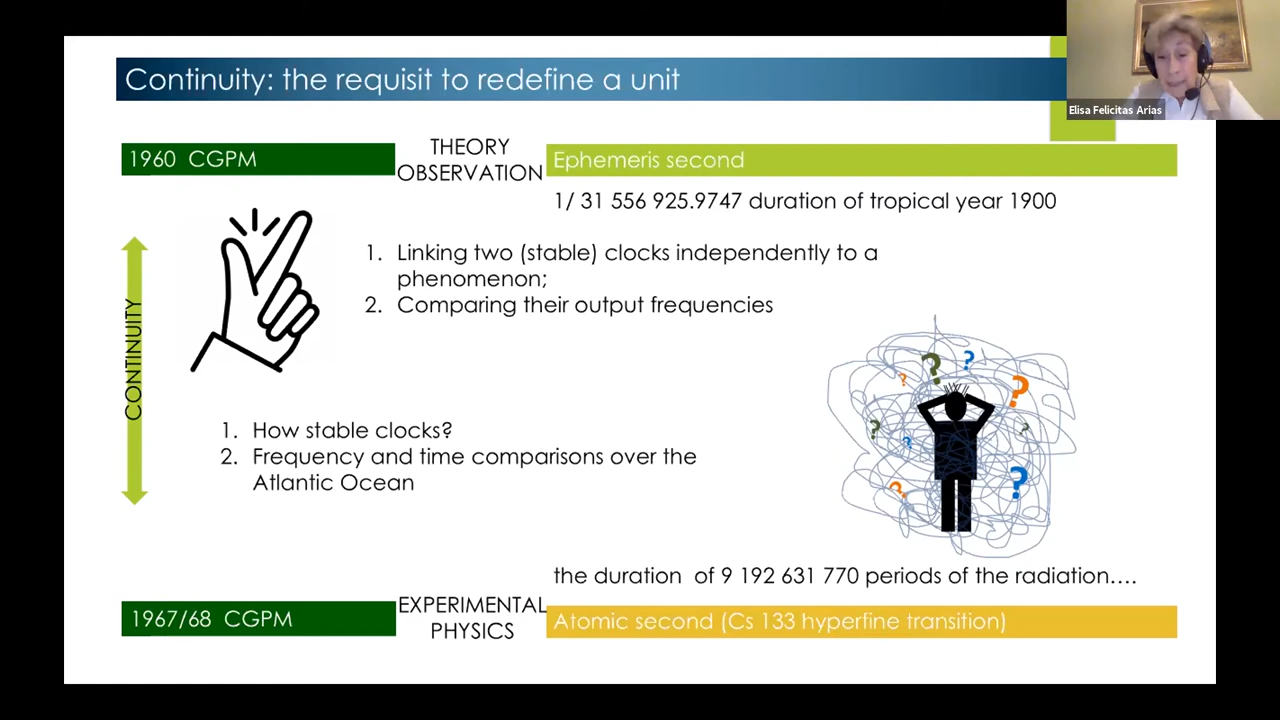 Continuity: the requisit to redefine a unit
Elisa Felicitas Arias
1960 CGPM
THEORY
OBSERVATION
Ephemeris second
1/ 31 556 925.9747 duration of tropical year 1900
1. Linking two (stable) clocks independently to a
phenomenon;
2. Comparing their output frequencies
CONTINUITY
? ? ? ? ? ? ? ? ?
1. How stable clocks?
2. Frequency and time comparisons over the
Atlantic Ocean
the duration of 9 192 631 770 periods of the radiation....
1967/68 CGPM
EXPERIMENTAL
PHYSICS
Atomic second (Cs 133 hyperfine transition)